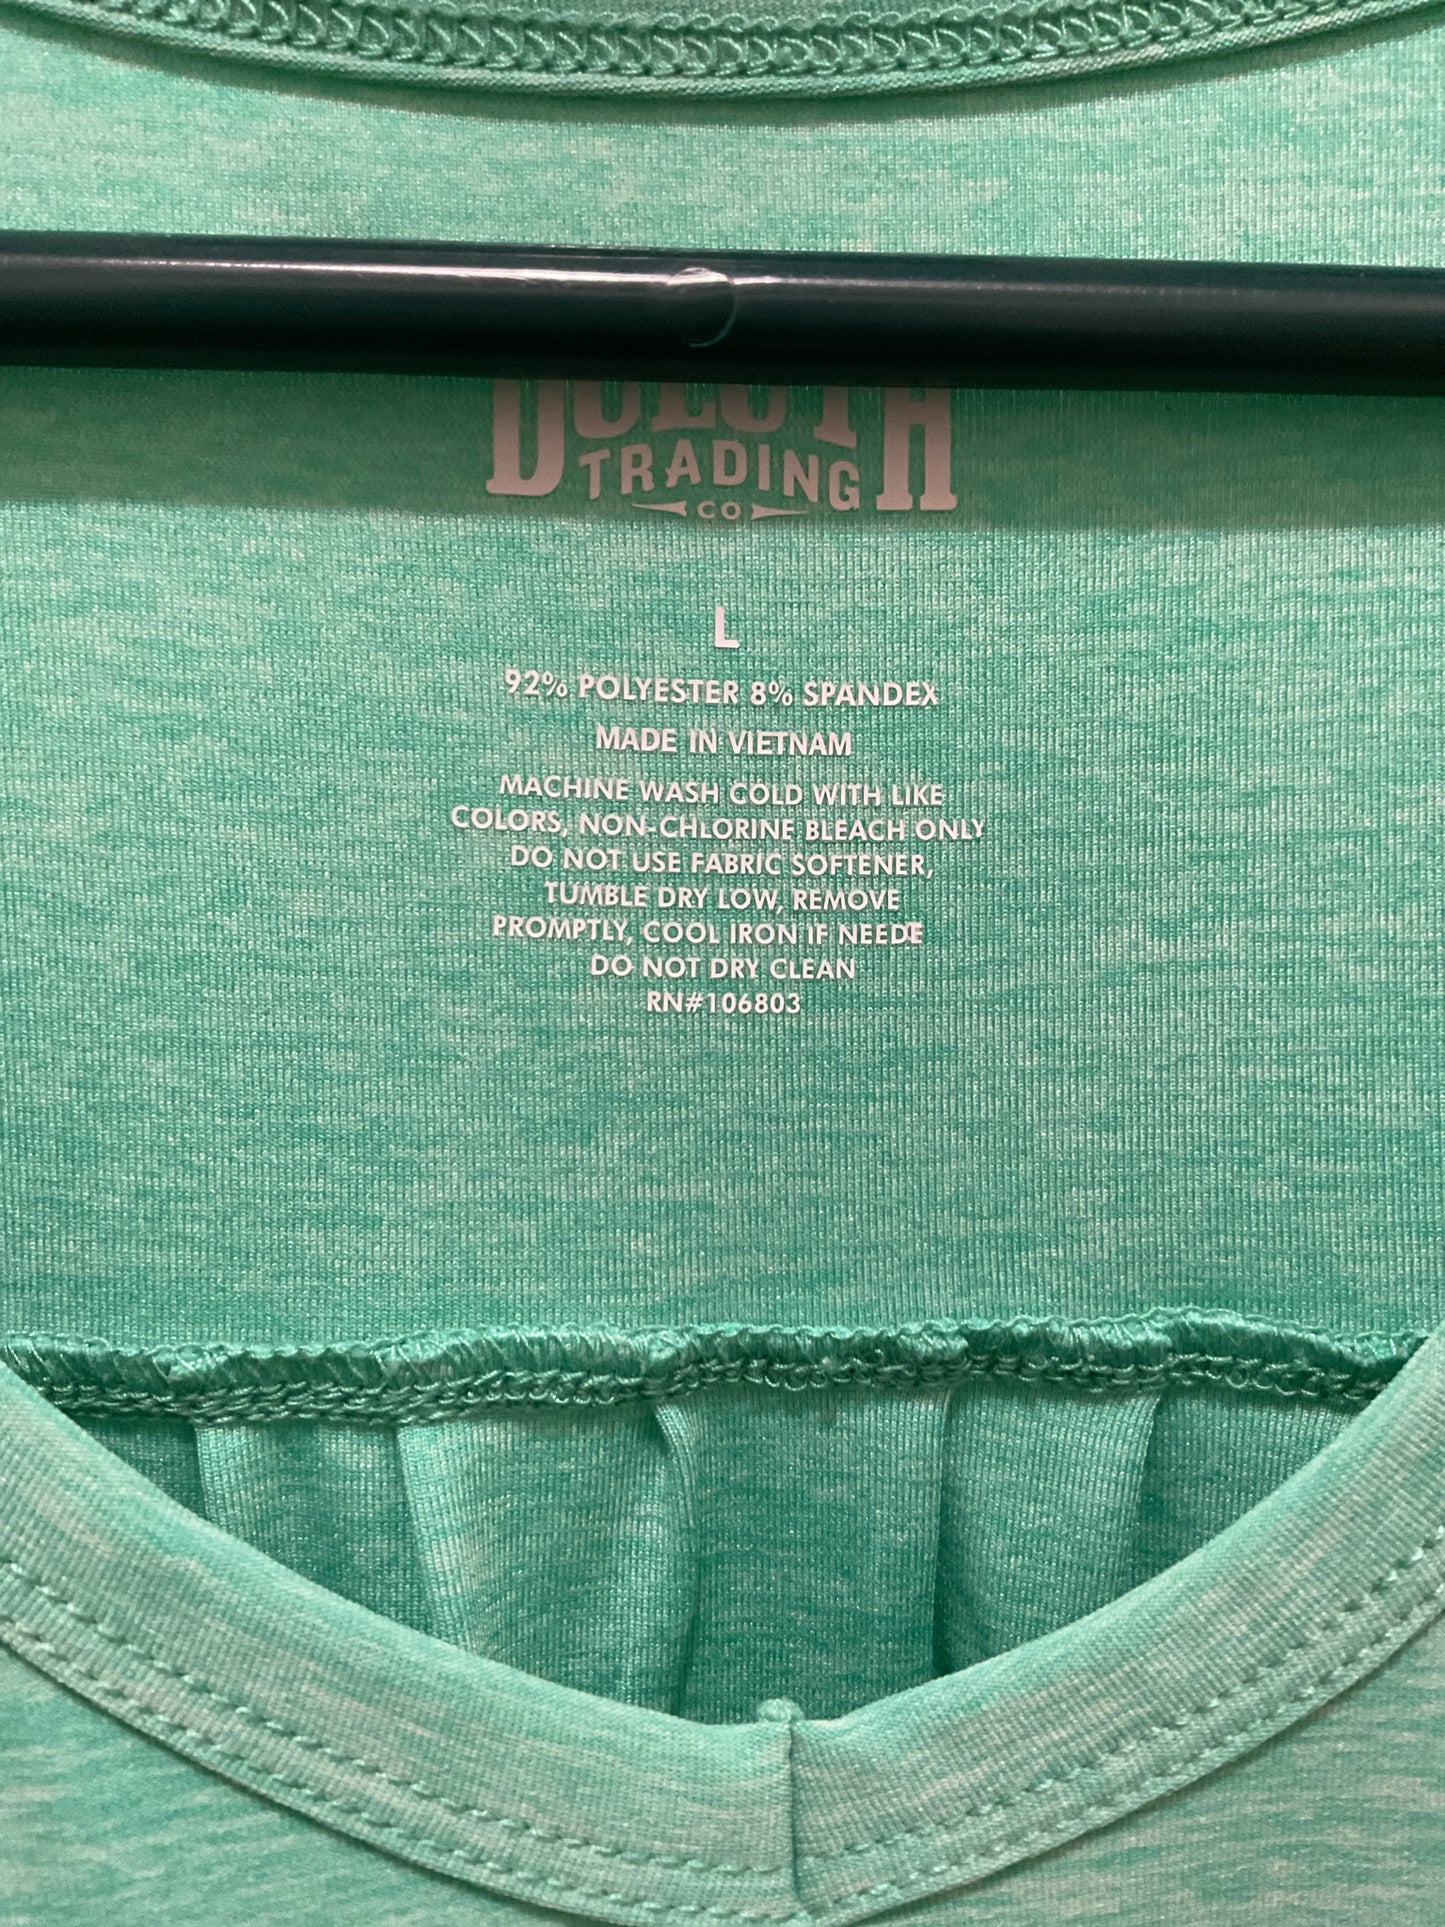 DULUTH
TRADING
CO
L
92% POLYESTER 8% SPANDEX
MADE IN VIETNAM
MACHINE WASH COLD WITH LIKE
COLORS, NON-CHLORINE BLEACH ONLY
DO NOT USE FABRIC SOFTENER,
TUMBLE DRY LOW, REMOVE
PROMPTLY, COOL IRON IF NEEDE
DO NOT DRY CLEAN
RN#106803